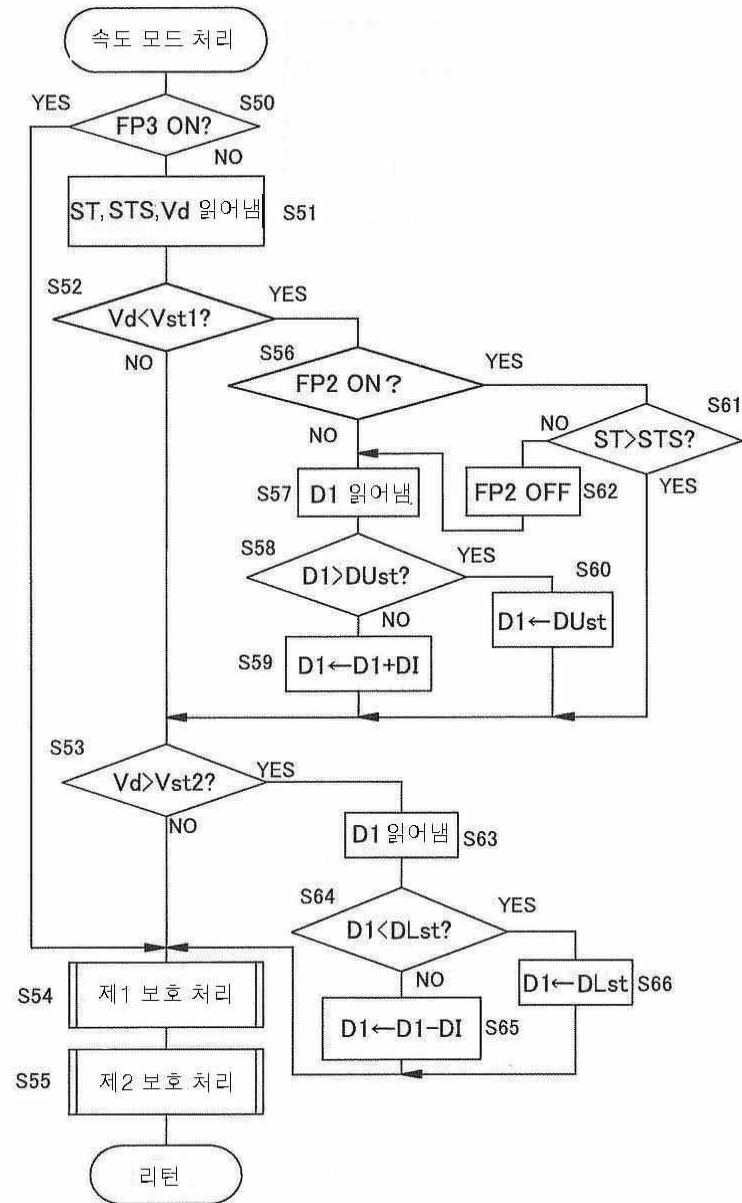 속도 모드 처리
YES
S50
FP3 ON?
NO
ST,STS,Vd 읽어냄
S51
S52
Vd<Vst1?
YES
NO
S56
FP2 ON?
YES
NO
S61
ST>STS?
NO
YES
S57
D1 읽어냄
FP2 OFF
S62
S58
D1>DUst?
YES
NO
S60
D1←DUst
S59
D1←D1+DI
S53
Vd>Vst2?
YES
NO
D1 읽어냄
S63
S64
D1<DLst?
YES
NO
D1←DLst
S66
D1←D1-DI
S65
S54
제1 보호 처리
S55
제2 보호 처리
리턴